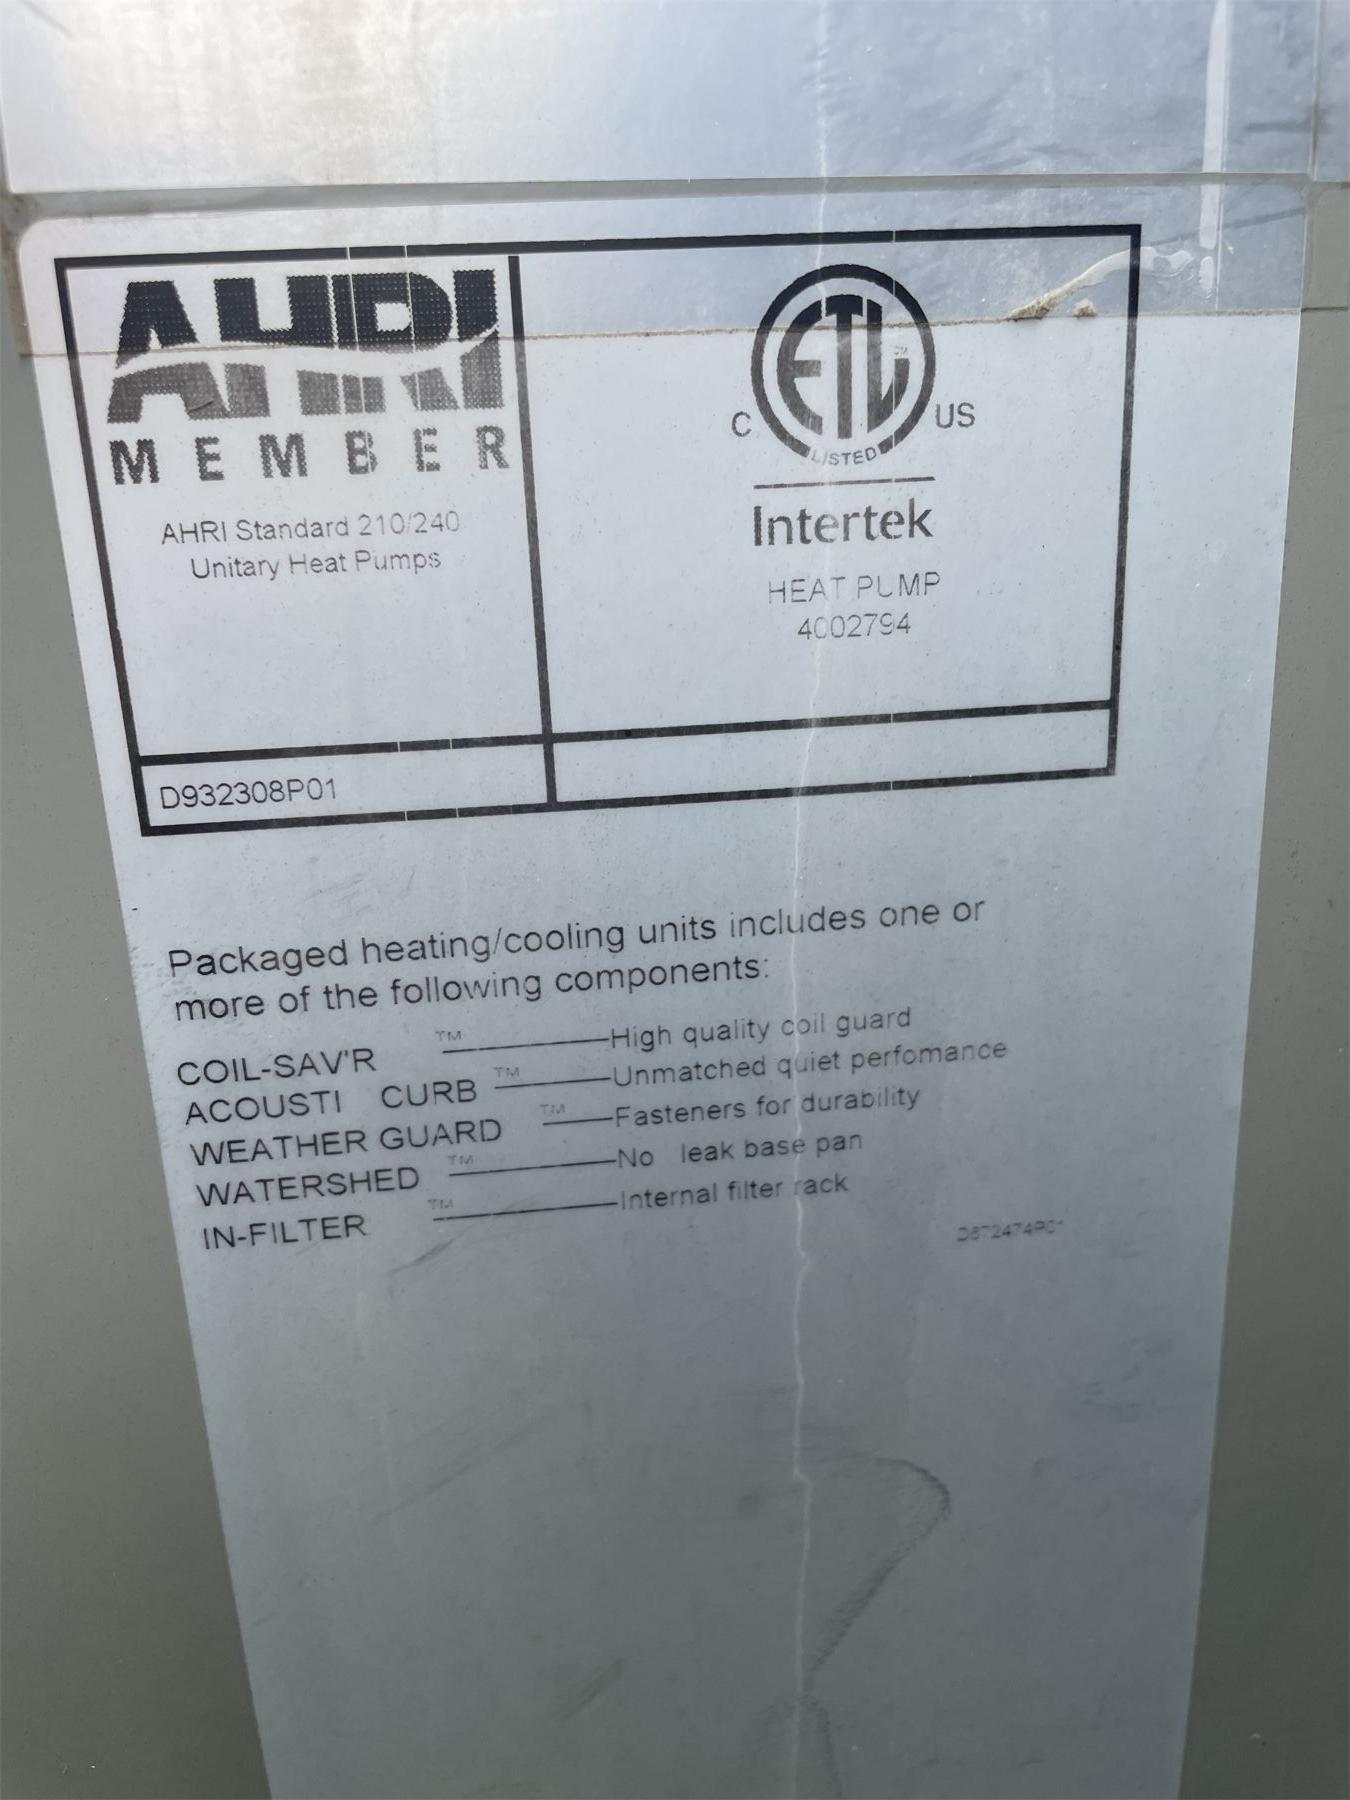 AHRI
MEMBER
AHRI Standard 210/240
Unitary Heat Pumps
ETL
LISTED
C US
Intertek
HEAT PUMP
4002794
D932308P01
Packaged heating/cooling units includes one or
more of the following components:
COIL-SAV'R ™ High quality coil guard
ACOUSTI CURB ™ Unmatched quiet perfomance
WEATHER GUARD ™ Fasteners for durability
WATERSHED ™ No leak base pan
IN-FILTER ™ Internal filter rack